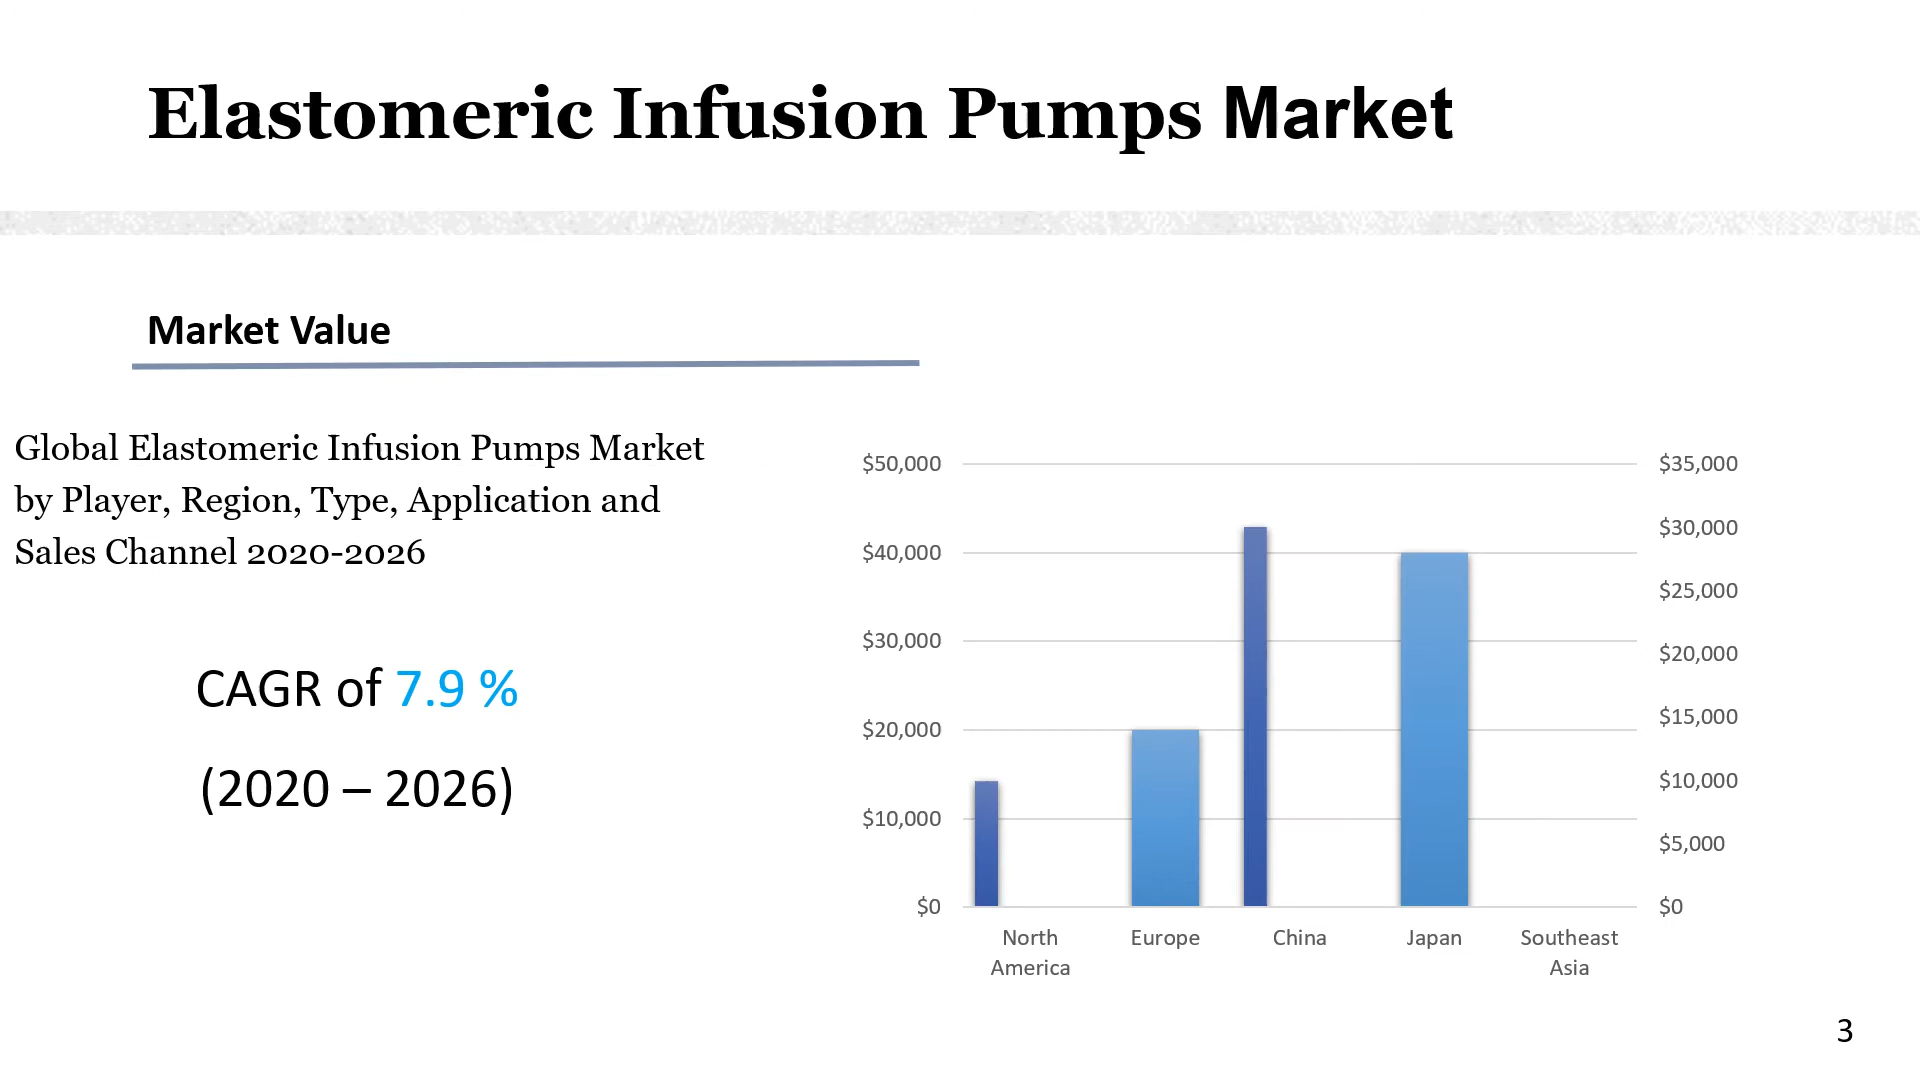 Elastomeric Infusion Pumps Market
Market Value
Global Elastomeric Infusion Pumps Market
by Player, Region, Type, Application and
Sales Channel 2020-2026
CAGR of 7.9 %
(2020 – 2026)
$50,000
$40,000
$30,000
$20,000
$10,000
$0
$35,000
$30,000
$25,000
$20,000
$15,000
$10,000
$5,000
$0
North
America
Europe
China
Japan
Southeast
Asia
3